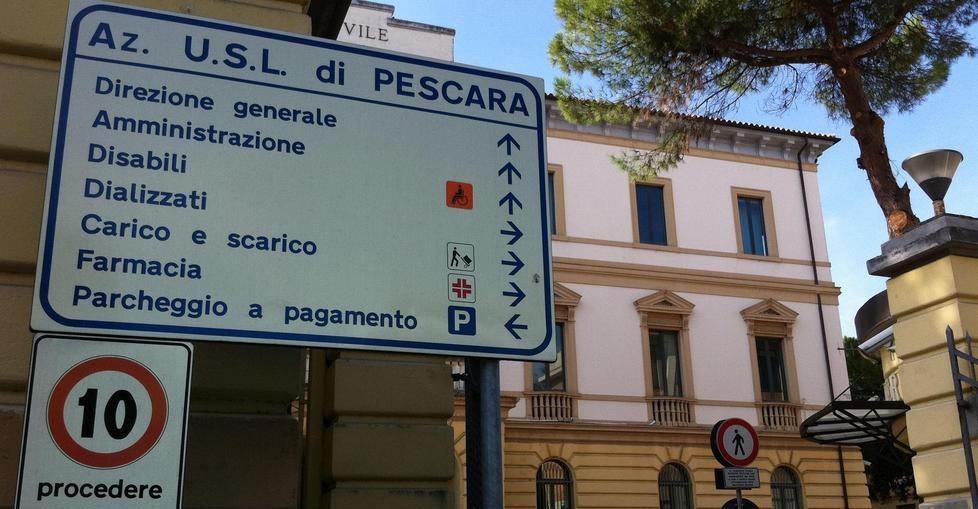 VILE
Az. U.S.L. di PESCARA
Direzione generale
Amministrazione
Disabili
Dializzati
Carico e scarico
Farmacia
Parcheggio a pagamento P
10
procedere